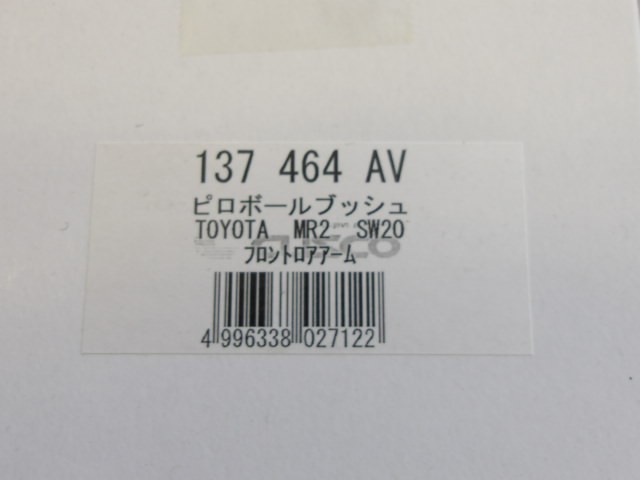 137 464 AV
ピロボールブッシュ
TOYOTA MR2 SW20
CUSCO
フロントロアアーム
4 996338 027122